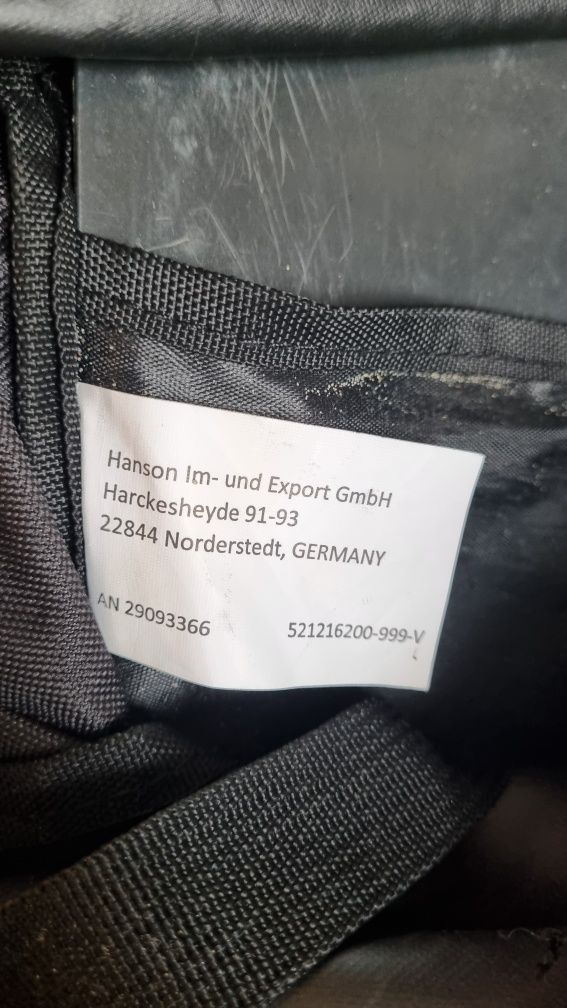 Hanson Im- und Export GmbH
Harckesheyde 91-93
22844 Norderstedt, GERMANY
AN 29093366 521216200-999-V